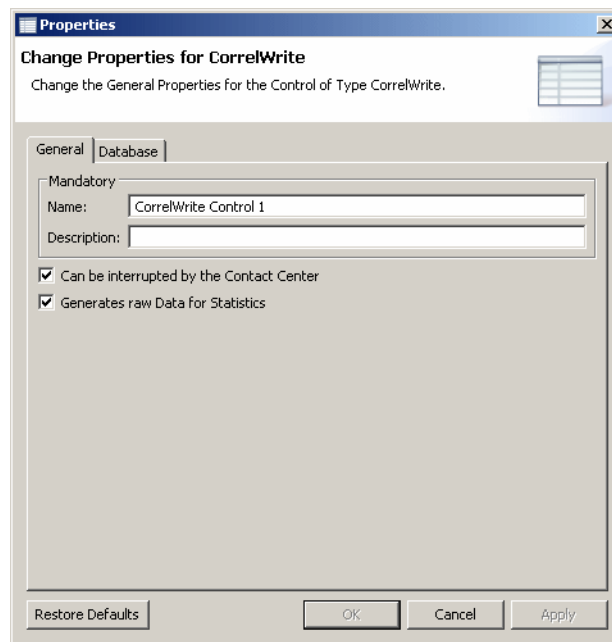 Properties
Change Properties for CorrelWrite
Change the General Properties for the Control of Type CorrelWrite.
General Database
Mandatory
Name: CorrelWrite Control 1
Description:
Can be interrupted by the Contact Center
Generates raw Data for Statistics
Restore Defaults OK Cancel Apply